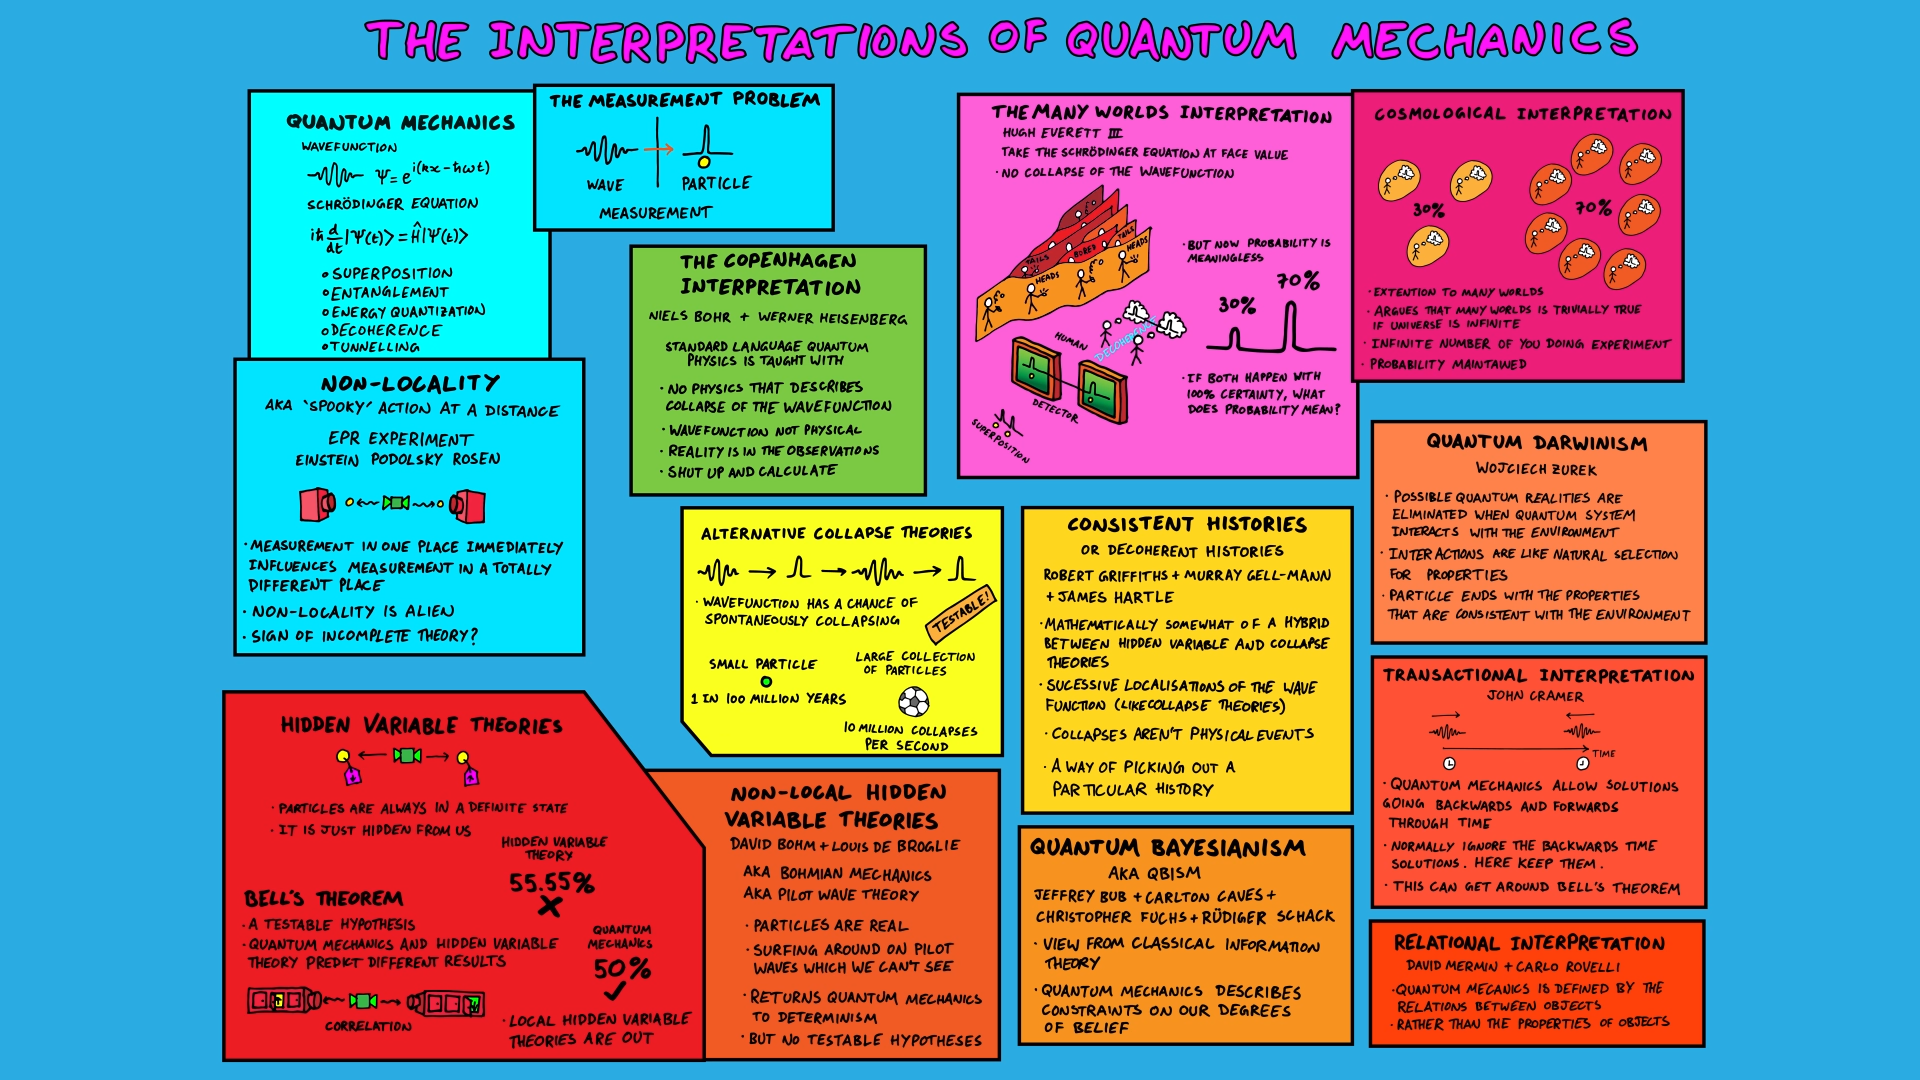 THE INTERPRETATIONS OF QUANTUM MECHANICS
QUANTUM MECHANICS
WAVEFUNCTION
Ψ=e^i(kx-ħωt)
SCHRÖDINGER EQUATION
iħ d/dt |Ψ(t)> = Ĥ|Ψ(t)>
SUPERPOSITION
ENTANGLEMENT
ENERGY QUANTIZATION
DECOHERENCE
TUNNELLING
THE MEASUREMENT PROBLEM
WAVE
PARTICLE
MEASUREMENT
NON-LOCALITY
AKA 'SPOOKY' ACTION AT A DISTANCE
EPR EXPERIMENT
EINSTEIN PODOLSKY ROSEN
· MEASUREMENT IN ONE PLACE IMMEDIATELY
INFLUENCES MEASUREMENT IN A TOTALLY
DIFFERENT PLACE
· NON-LOCALITY IS ALIEN
· SIGN OF INCOMPLETE THEORY?
THE COPENHAGEN
INTERPRETATION
NIELS BOHR + WERNER HEISENBERG
STANDARD LANGUAGE QUANTUM
PHYSICS IS TAUGHT WITH
· NO PHYSICS THAT DESCRIBES
COLLAPSE OF THE WAVEFUNCTION
· WAVEFUNCTION NOT PHYSICAL
· REALITY IS IN THE OBSERVATIONS
· SHUT UP AND CALCULATE
THE MANY WORLDS INTERPRETATION
HUGH EVERETT III
TAKE THE SCHRÖDINGER EQUATION AT FACE VALUE
· NO COLLAPSE OF THE WAVEFUNCTION
TAILS
BORED
TAILS
HEADS
HEADS
· BUT NOW PROBABILITY IS
MEANINGLESS
30%
70%
HUMAN
DECOHERENCE
DETECTOR
SUPERPOSITION
· IF BOTH HAPPEN WITH
100% CERTAINTY, WHAT
DOES PROBABILITY MEAN?
COSMOLOGICAL INTERPRETATION
30%
70%
· EXTENTION TO MANY WORLDS
· ARGUES THAT MANY WORLDS IS TRIVIALLY TRUE
IF UNIVERSE IS INFINITE
· INFINITE NUMBER OF YOU DOING EXPERIMENT
· PROBABILITY MAINTAWED
ALTERNATIVE COLLAPSE THEORIES
· WAVEFUNCTION HAS A CHANCE OF
SPONTANEOUSLY COLLAPSING
TESTABLE!
SMALL PARTICLE
1 IN 100 MILLION YEARS
LARGE COLLECTION
OF PARTICLES
10 MILLION COLLAPSES
PER SECOND
CONSISTENT HISTORIES
OR DECOHERENT HISTORIES
ROBERT GRIFFITHS + MURRAY GELL-MANN
+ JAMES HARTLE
· MATHEMATICALLY SOMEWHAT OF A HYBRID
BETWEEN HIDDEN VARIABLE AND COLLAPSE
THEORIES
· SUCESSIVE LOCALISATIONS OF THE WAVE
FUNCTION (LIKE COLLAPSE THEORIES)
· COLLAPSES AREN'T PHYSICAL EVENTS
· A WAY OF PICKING OUT A
PARTICULAR HISTORY
QUANTUM DARWINISM
WOJCIECH ZUREK
· POSSIBLE QUANTUM REALITIES ARE
ELIMINATED WHEN QUANTUM SYSTEM
INTERACTS WITH THE ENVIRONMENT
· INTERACTIONS ARE LIKE NATURAL SELECTION
FOR PROPERTIES
· PARTICLE ENDS WITH THE PROPERTIES
THAT ARE CONSISTENT WITH THE ENVIRONMENT
HIDDEN VARIABLE THEORIES
· PARTICLES ARE ALWAYS IN A DEFINITE STATE
· IT IS JUST HIDDEN FROM US
HIDDEN VARIABLE
THEORY
55.55%
BELL'S THEOREM
· A TESTABLE HYPOTHESIS
· QUANTUM MECHANICS AND HIDDEN VARIABLE
THEORY PREDICT DIFFERENT RESULTS
QUANTUM
MECHANICS
50%
CORRELATION
· LOCAL HIDDEN VARIABLE
THEORIES ARE OUT
NON-LOCAL HIDDEN
VARIABLE THEORIES
DAVID BOHM + LOUIS DE BROGLIE
AKA BOHMIAN MECHANICS
AKA PILOT WAVE THEORY
· PARTICLES ARE REAL
· SURFING AROUND ON PILOT
WAVES WHICH WE CAN'T SEE
· RETURNS QUANTUM MECHANICS
TO DETERMINISM
· BUT NO TESTABLE HYPOTHESES
QUANTUM BAYESIANISM
AKA QBISM
JEFFREY BUB + CARLTON CAVES +
CHRISTOPHER FUCHS + RÜDIGER SCHACK
· VIEW FROM CLASSICAL INFORMATION
THEORY
· QUANTUM MECHANICS DESCRIBES
CONSTRAINTS ON OUR DEGREES
OF BELIEF
TRANSACTIONAL INTERPRETATION
JOHN CRAMER
TIME
· QUANTUM MECHANICS ALLOW SOLUTIONS
GOING BACKWARDS AND FORWARDS
THROUGH TIME
· NORMALLY IGNORE THE BACKWARDS TIME
SOLUTIONS. HERE KEEP THEM.
· THIS CAN GET AROUND BELL'S THEOREM
RELATIONAL INTERPRETATION
DAVID MERMIN + CARLO ROVELLI
· QUANTUM MECANICS IS DEFINED BY THE
RELATIONS BETWEEN OBJECTS
· RATHER THAN THE PROPERTIES OF OBJECTS